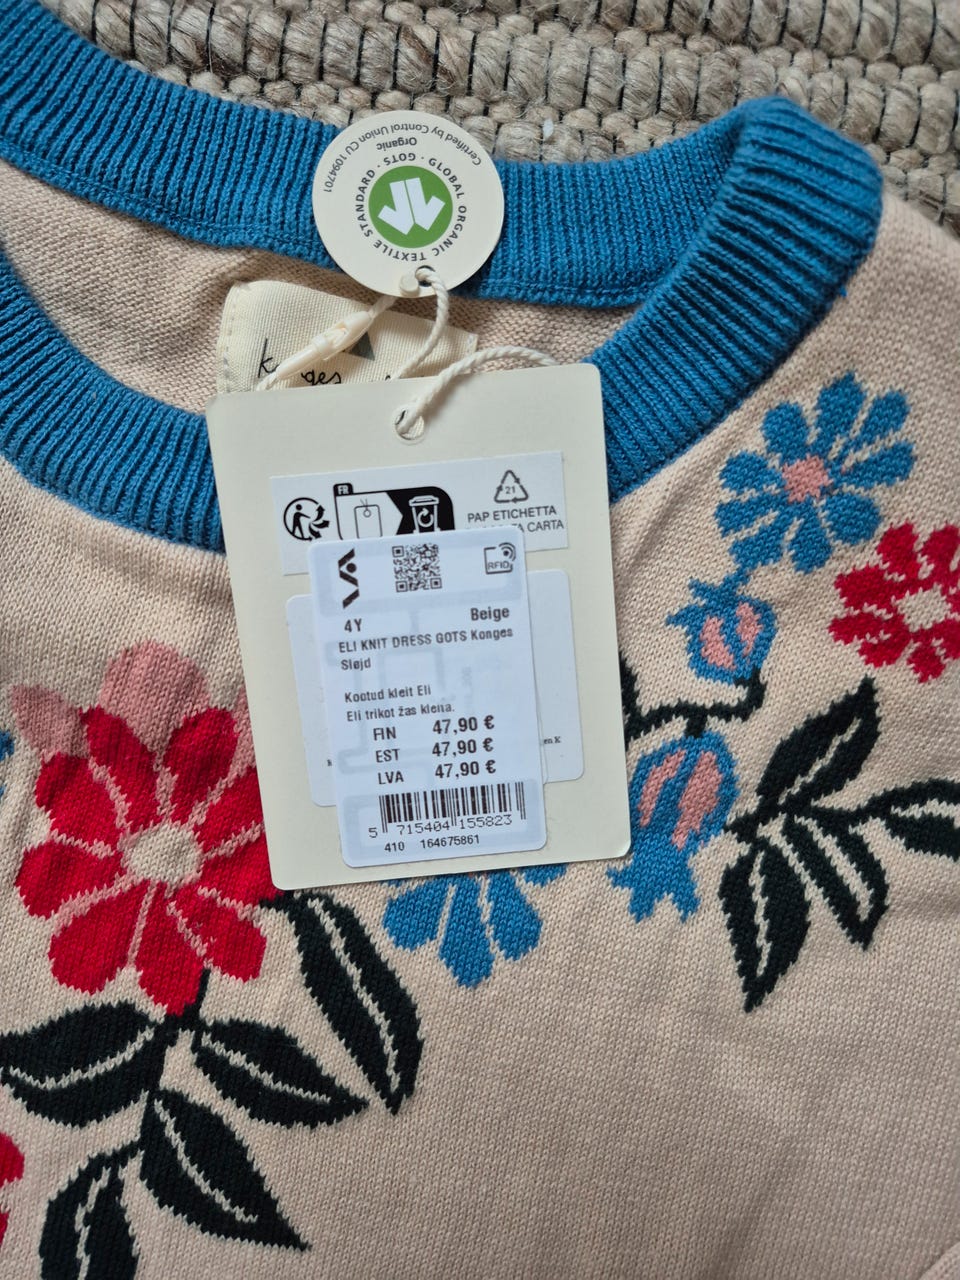 Certified by Control Union CU 1094701
Organic
GLOBAL ORGANIC TEXTILE STANDARD · GOTS ·
FR
21
PAP ETICHETTA
CARTA
RFID
4Y Beige
ELI KNIT DRESS GOTS Konges
Sløjd
Kootud kleit Eli
Eli trikot žas kleita.
FIN 47,90 €
EST 47,90 €
LVA 47,90 €
5 715404 155823
410 164675861